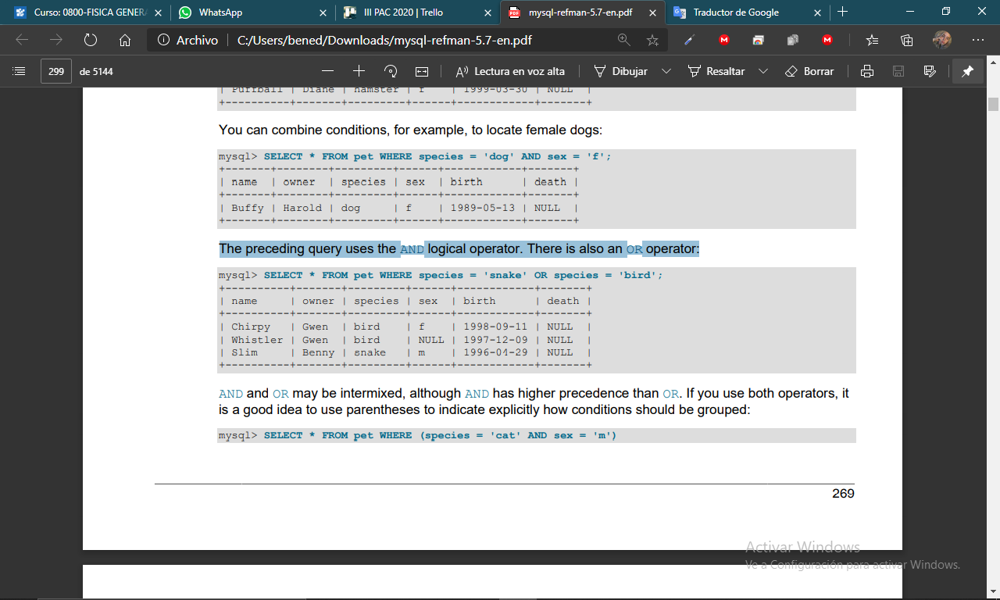 Curso: 0800-FISICA GENER
WhatsApp
III PAC 2020 | Trello
mysql-refman-5.7-en.pdf
Traductor de Google
Archivo
C:/Users/bened/Downloads/mysql-refman-5.7-en.pdf
299 de 5144
Lectura en voz alta
Dibujar
Resaltar
Borrar
| Puffball | Diane | hamster | f | 1999-03-30 | NULL |
+----------+-------+---------+------+------------+-------+
You can combine conditions, for example, to locate female dogs:
mysql> SELECT * FROM pet WHERE species = 'dog' AND sex = 'f';
+-------+--------+---------+------+------------+-------+
| name | owner | species | sex | birth | death |
+-------+--------+---------+------+------------+-------+
| Buffy | Harold | dog | f | 1989-05-13 | NULL |
+-------+--------+---------+------+------------+-------+
The preceding query uses the AND logical operator. There is also an OR operator:
mysql> SELECT * FROM pet WHERE species = 'snake' OR species = 'bird';
+----------+-------+---------+------+------------+-------+
| name | owner | species | sex | birth | death |
+----------+-------+---------+------+------------+-------+
| Chirpy | Gwen | bird | f | 1998-09-11 | NULL |
| Whistler | Gwen | bird | NULL | 1997-12-09 | NULL |
| Slim | Benny | snake | m | 1996-04-29 | NULL |
+----------+-------+---------+------+------------+-------+
AND and OR may be intermixed, although AND has higher precedence than OR. If you use both operators, it
is a good idea to use parentheses to indicate explicitly how conditions should be grouped:
mysql> SELECT * FROM pet WHERE (species = 'cat' AND sex = 'm')
269
Activar Windows
Ve a Configuración para activar Windows.